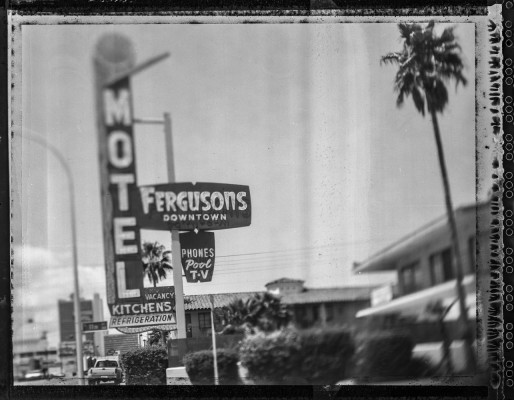 MOTEL
FERGUSONS
DOWNTOWN
PHONES
Pool
T-V
VACANCY
KITCHENS
REFRIGERATION